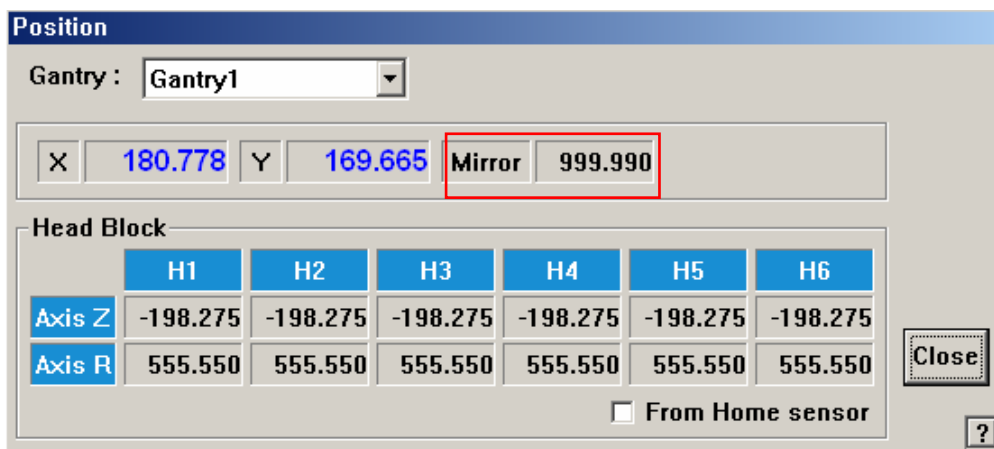 Position
Gantry : Gantry1
X 180.778 Y 169.665 Mirror 999.990
Head Block
H1 H2 H3 H4 H5 H6
Axis Z -198.275 -198.275 -198.275 -198.275 -198.275 -198.275
Axis R 555.550 555.550 555.550 555.550 555.550 555.550
Close
From Home sensor
?